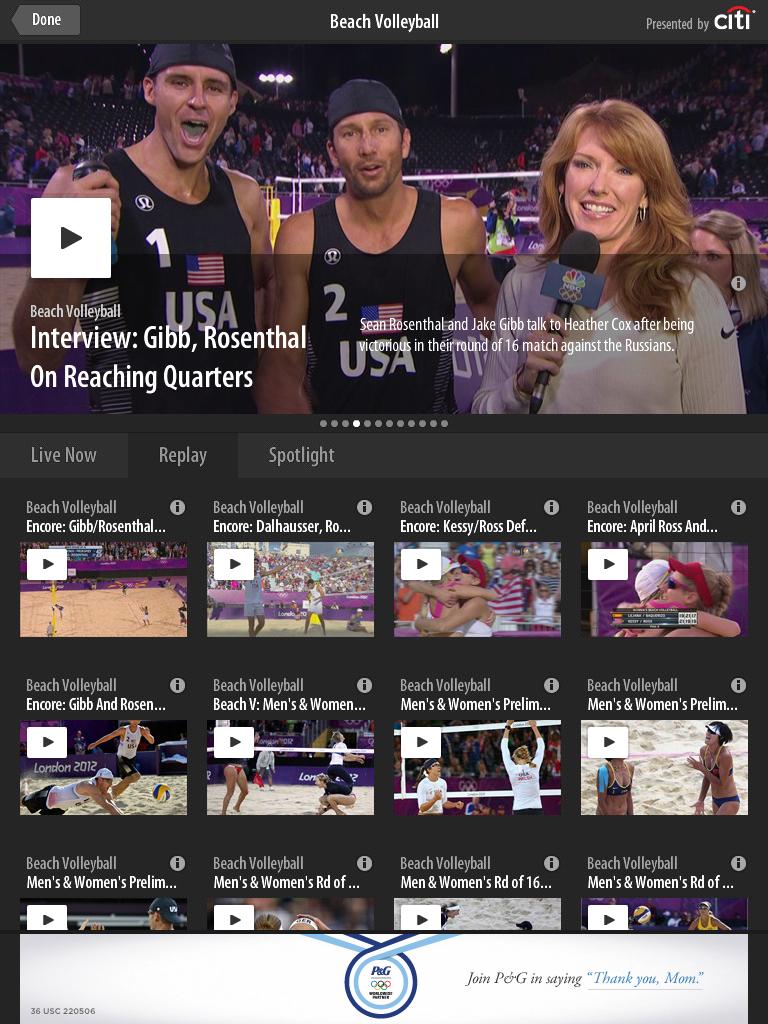 Done
Beach Volleyball
Presented by citi
1
USA
2
USA
NBC
Beach Volleyball
Interview: Gibb, Rosenthal
On Reaching Quarters
Sean Rosenthal and Jake Gibb talk to Heather Cox after being
victorious in their round of 16 match against the Russians.
Live Now
Replay
Spotlight
Beach Volleyball
Encore: Gibb/Rosenthal...
Beach Volleyball
Encore: Dalhausser, Ro...
Beach Volleyball
Encore: Kessy/Ross Def...
Beach Volleyball
Encore: April Ross And...
Beach Volleyball
Encore: Gibb And Rosen...
London 2012
Beach Volleyball
Beach V: Men's & Women...
Beach Volleyball
Men's & Women's Prelim...
Beach Volleyball
Men's & Women's Prelim...
Beach Volleyball
Men's & Women's Prelim...
Beach Volleyball
Men's & Women's Rd of ...
Beach Volleyball
Men & Women's Rd of 16...
Beach Volleyball
Men's & Women's Rd of ...
P&G
WORLDWIDE
PARTNER
Join P&G in saying “Thank you, Mom.”
36 USC 220506